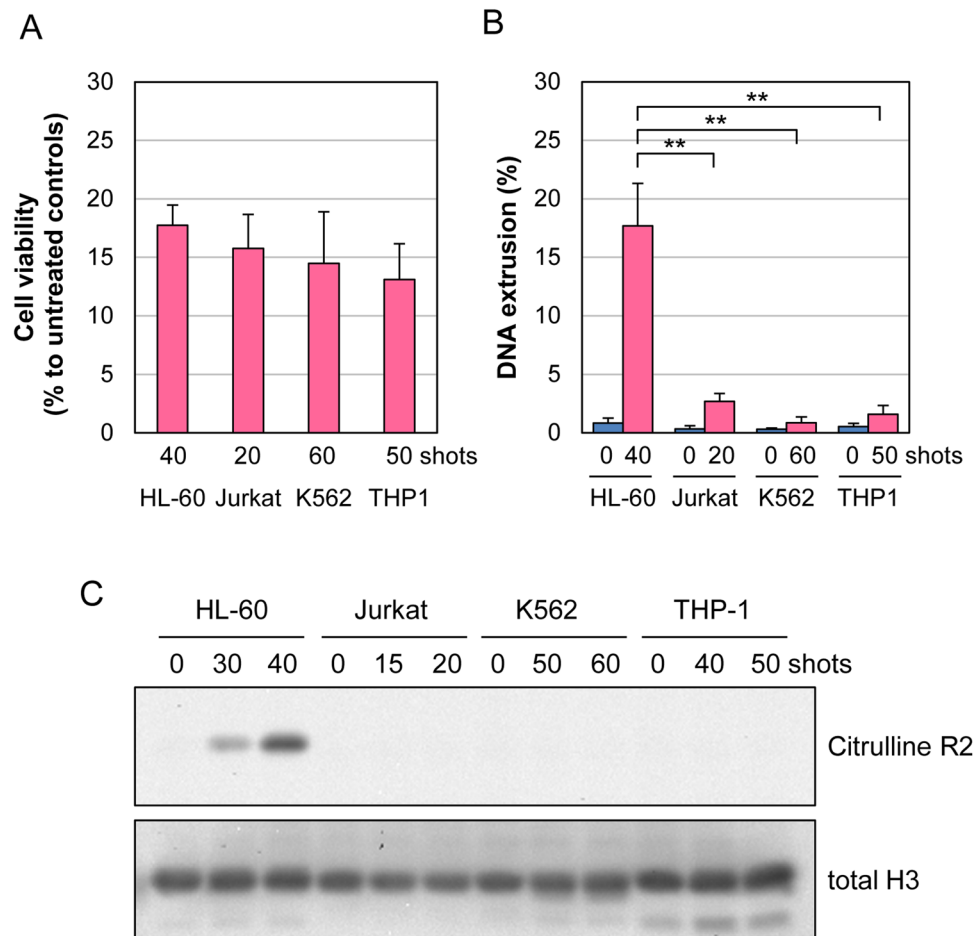 A
30
25
20
15
10
5
0
Cell viability
(% to untreated controls)
40 20 60 50 shots
HL-60 Jurkat K562 THP1
B
30
25
20
15
10
5
0
DNA extrusion (%)
**
**
**
0 40 0 20 0 60 0 50 shots
HL-60 Jurkat K562 THP1
C
HL-60 Jurkat K562 THP-1
0 30 40 0 15 20 0 50 60 0 40 50 shots
Citrulline R2
total H3